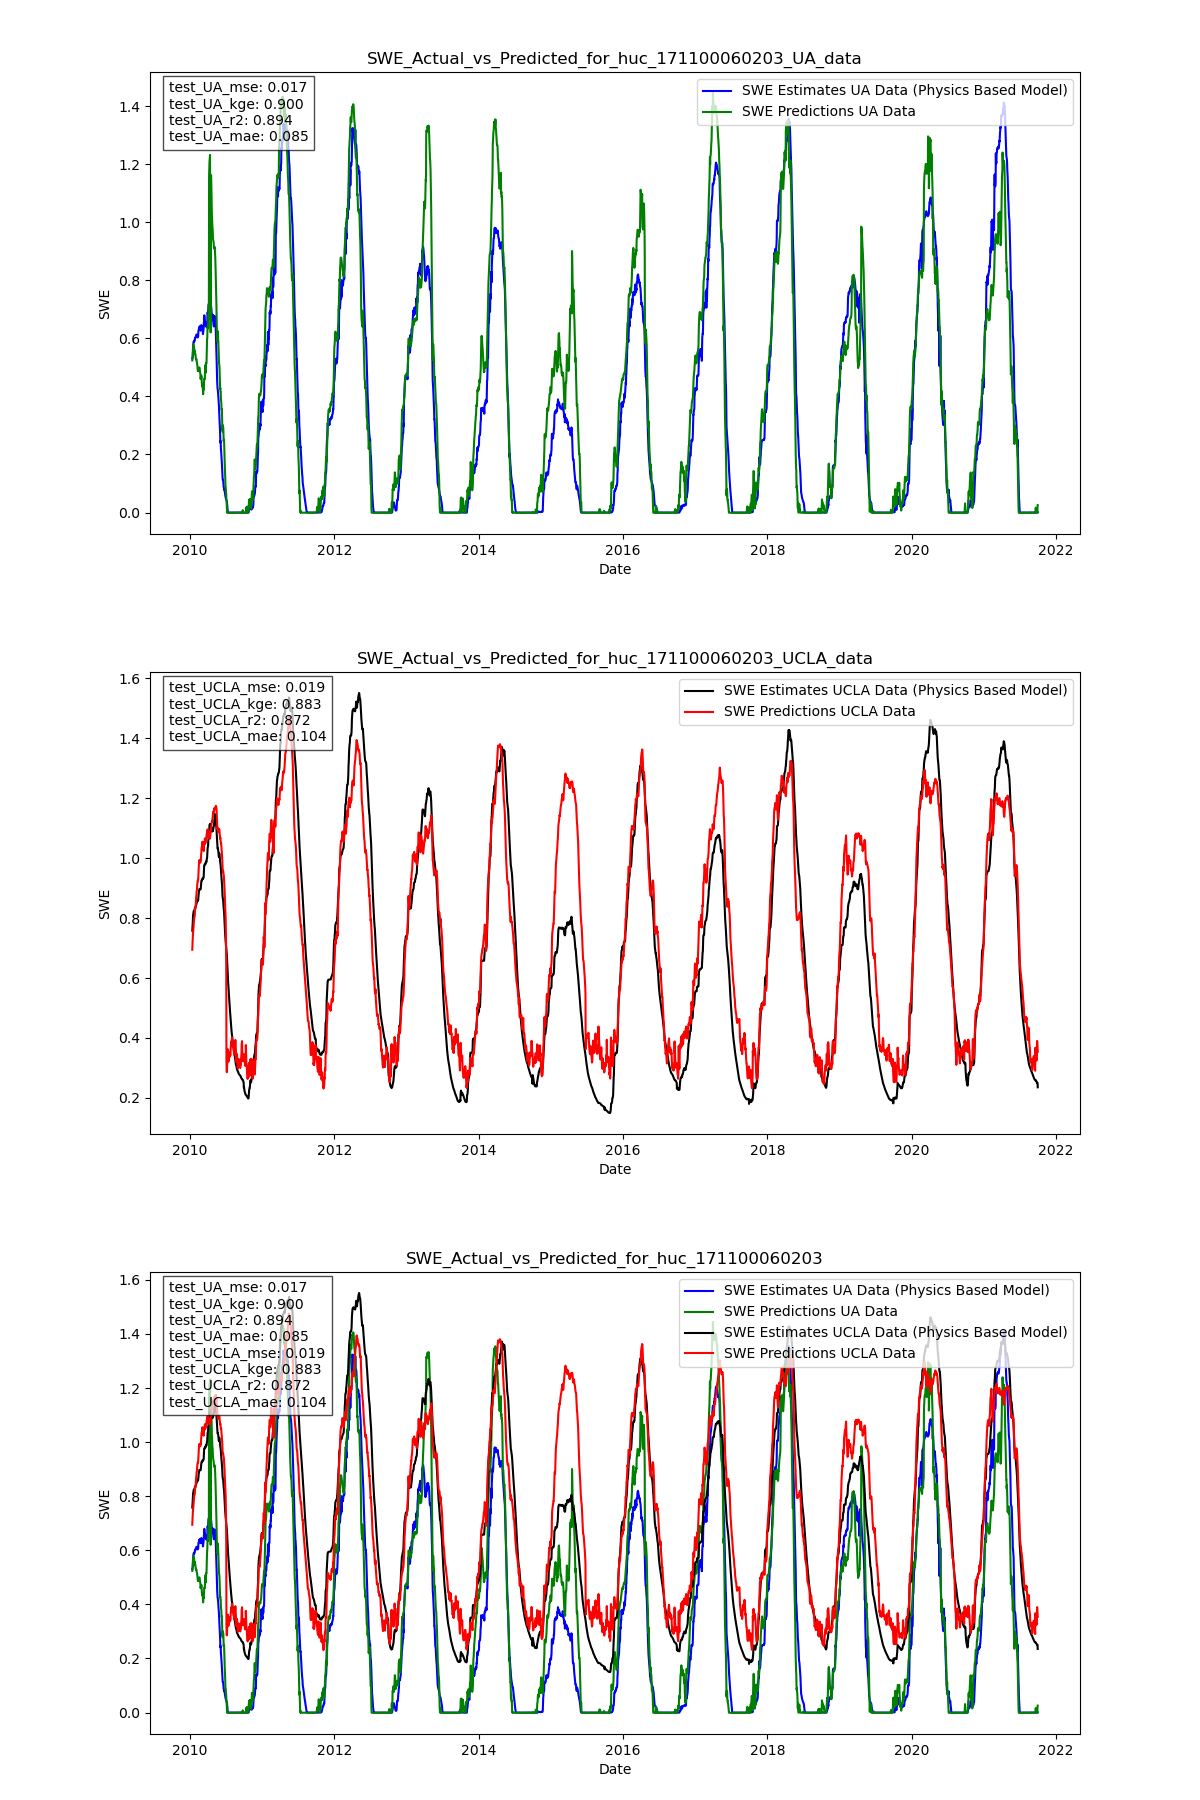 SWE_Actual_vs_Predicted_for_huc_171100060203_UA_data
test_UA_mse: 0.017
test_UA_kge: 0.900
test_UA_r2: 0.894
test_UA_mae: 0.085
SWE Estimates UA Data (Physics Based Model)
SWE Predictions UA Data
SWE
1.4
1.2
1.0
0.8
0.6
0.4
0.2
0.0
2010 2012 2014 2016 2018 2020 2022
Date
SWE_Actual_vs_Predicted_for_huc_171100060203_UCLA_data
test_UCLA_mse: 0.019
test_UCLA_kge: 0.883
test_UCLA_r2: 0.872
test_UCLA_mae: 0.104
SWE Estimates UCLA Data (Physics Based Model)
SWE Predictions UCLA Data
SWE
1.6
1.4
1.2
1.0
0.8
0.6
0.4
0.2
2010 2012 2014 2016 2018 2020 2022
Date
SWE_Actual_vs_Predicted_for_huc_171100060203
test_UA_mse: 0.017
test_UA_kge: 0.900
test_UA_r2: 0.894
test_UA_mae: 0.085
test_UCLA_mse: 0.019
test_UCLA_kge: 0.883
test_UCLA_r2: 0.872
test_UCLA_mae: 0.104
SWE Estimates UA Data (Physics Based Model)
SWE Predictions UA Data
SWE Estimates UCLA Data (Physics Based Model)
SWE Predictions UCLA Data
SWE
1.6
1.4
1.2
1.0
0.8
0.6
0.4
0.2
0.0
2010 2012 2014 2016 2018 2020 2022
Date